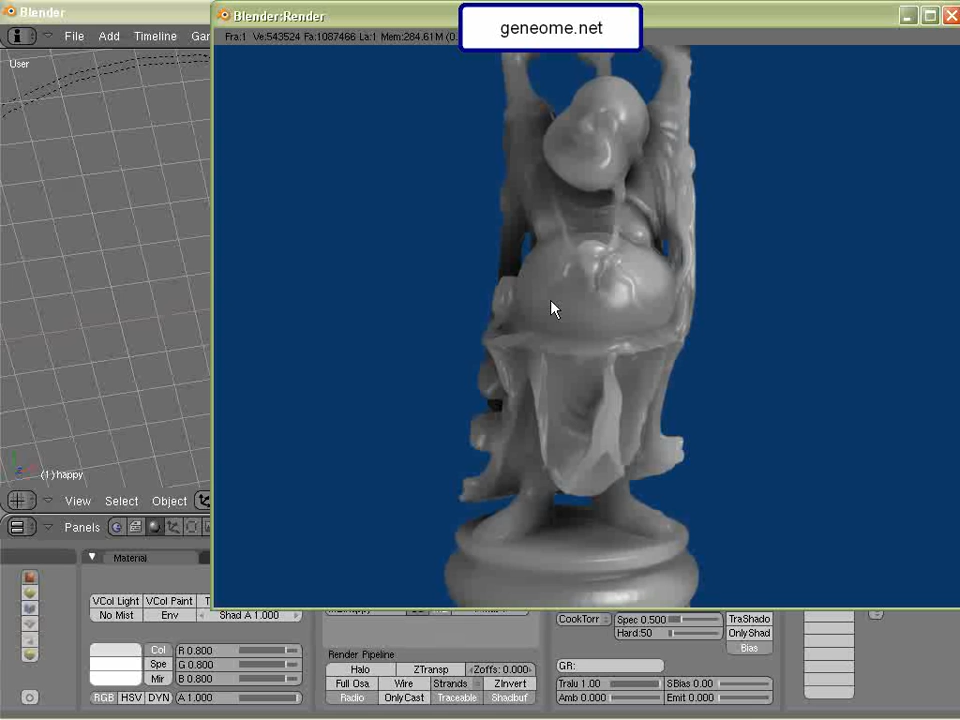 Blender
Blender:Render
geneome.net
File Add Timeline
Fra:1 Ve:543524 Fa:1087466 La:1 Mem:284.61M (0.
User
(1) happy
View Select Object
Panels
Material
VCol Light VCol Paint
No Mist Env Shad A 1.000
Col R 0.800
Spe G 0.800
Mir B 0.800
RGB HSV DYN A 1.000
Render Pipeline
Halo ZTransp Zoffs: 0.000
Full Osa Wire Strands ZInvert
Radio OnlyCast Traceable Shadbuf
CookTorr Spec 0.500 TraShado
Hard:50 OnlyShad
Bias
GR:
Tralu 1.00 SBias 0.00
Amb 0.000 Emit 0.000